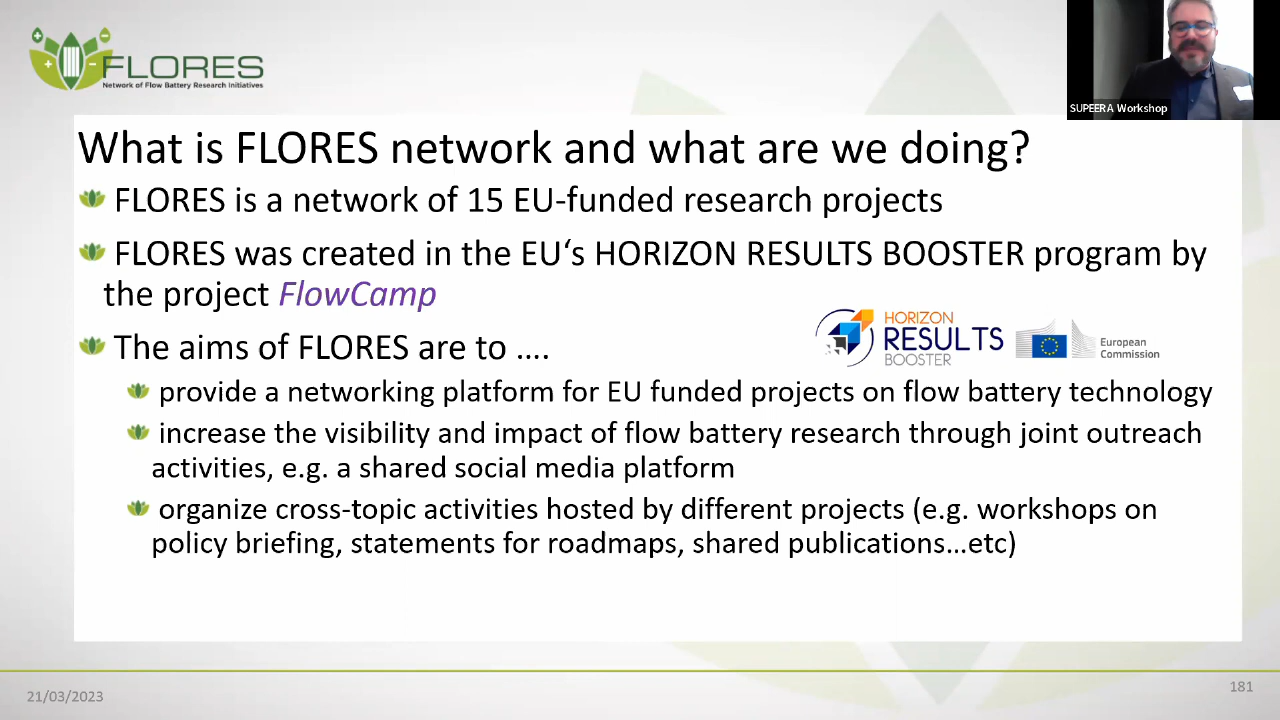 FLORES
Network of Flow Battery Research Initiatives
SUPEERA Workshop
What is FLORES network and what are we doing?
FLORES is a network of 15 EU-funded research projects
FLORES was created in the EU‘s HORIZON RESULTS BOOSTER program by
the project FlowCamp
HORIZON
RESULTS
BOOSTER
European
Commission
The aims of FLORES are to ….
provide a networking platform for EU funded projects on flow battery technology
increase the visibility and impact of flow battery research through joint outreach
activities, e.g. a shared social media platform
organize cross-topic activities hosted by different projects (e.g. workshops on
policy briefing, statements for roadmaps, shared publications…etc)
21/03/2023
181